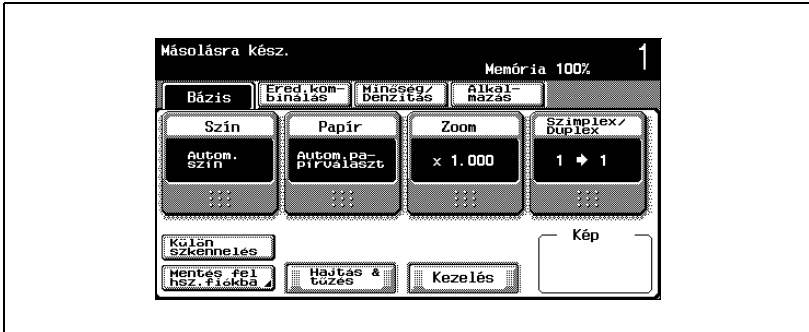 Másolásra kész.
Memória 100% 1
Bázis
Ered.kom-
binálás
Minőség/
Denzitás
Alkal-
mazás
Szín
Papír
Zoom
Szimplex/
Duplex
Autom.
szín
Autom.pa-
pírválaszt
× 1.000
1 → 1
Külön
szkennelés
Kép
Mentés fel
hsz.fiókba
Hajtás &
tűzés
Kezelés